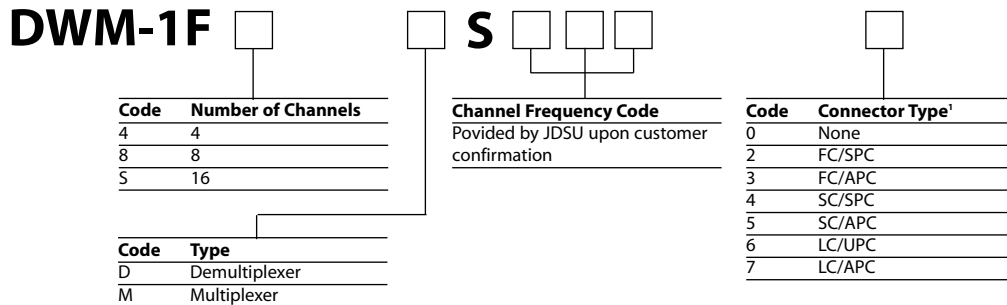 DWM-1F S
Code Number of Channels
4 4
8 8
S 16
Code Type
D Demultiplexer
M Multiplexer
Channel Frequency Code
Povided by JDSU upon customer
confirmation
Code Connector Type¹
0 None
2 FC/SPC
3 FC/APC
4 SC/SPC
5 SC/APC
6 LC/UPC
7 LC/APC